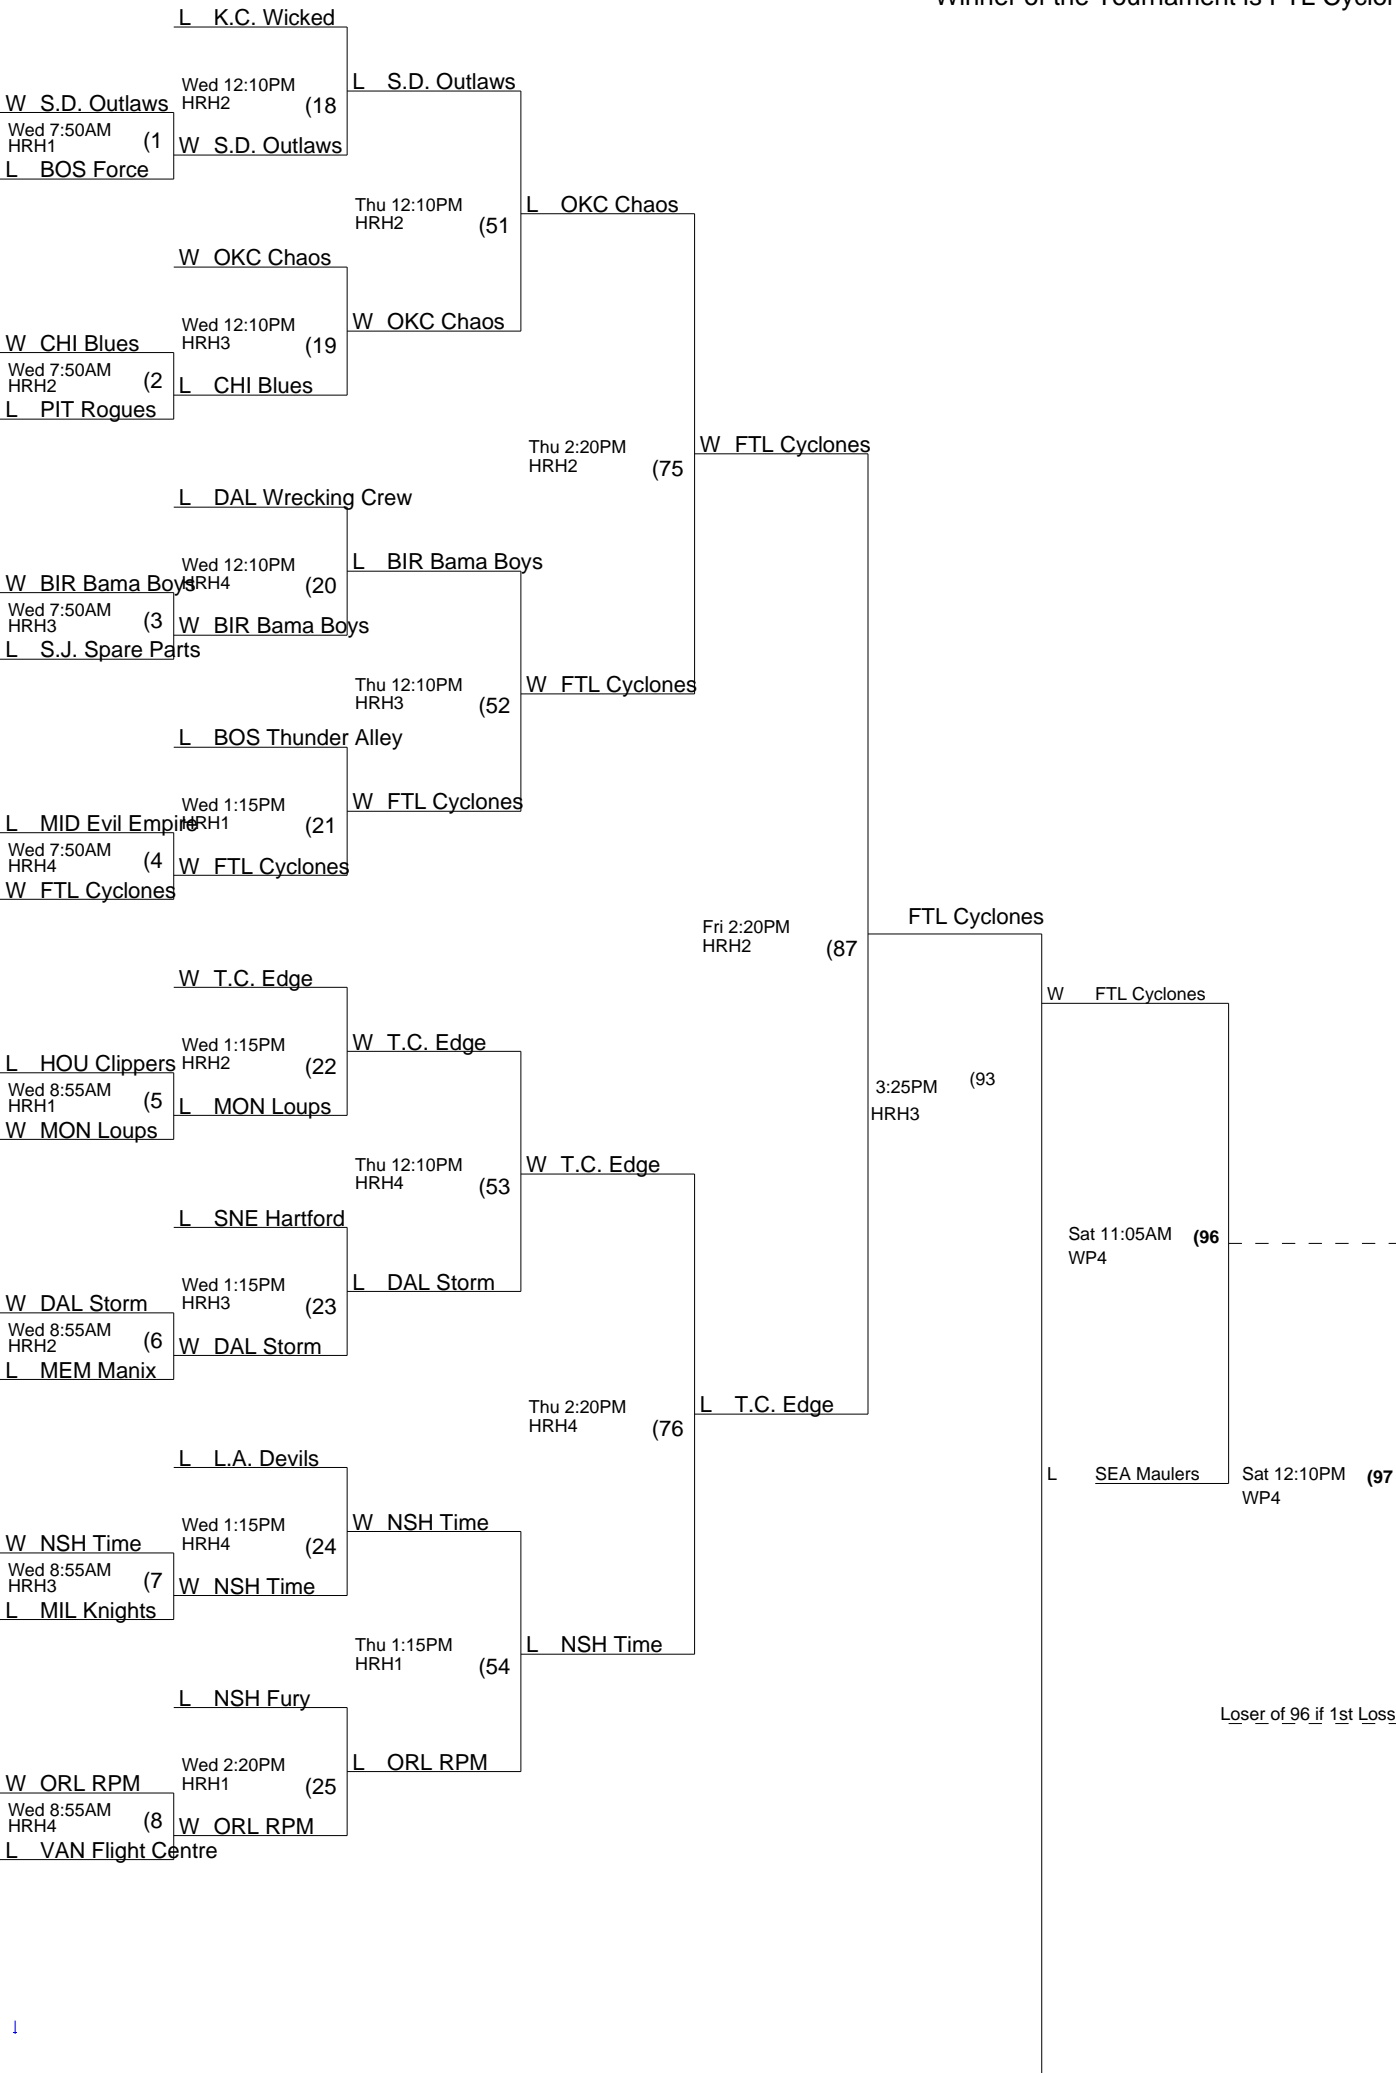 Winner of the Tournament is FTL Cyclon
L K.C. Wicked
Wed 12:10PM
HRH2 (18
L S.D. Outlaws
W S.D. Outlaws
Wed 7:50AM
HRH1 (1
W S.D. Outlaws
L BOS Force
Thu 12:10PM
HRH2 (51
L OKC Chaos
W OKC Chaos
Wed 12:10PM
HRH3 (19
W OKC Chaos
W CHI Blues
Wed 7:50AM
HRH2 (2
L CHI Blues
L PIT Rogues
Thu 2:20PM
HRH2 (75
W FTL Cyclones
L DAL Wrecking Crew
Wed 12:10PM
HRH4 (20
L BIR Bama Boys
W BIR Bama Boys
Wed 7:50AM
HRH3 (3
W BIR Bama Boys
L S.J. Spare Parts
Thu 12:10PM
HRH3 (52
W FTL Cyclones
L BOS Thunder Alley
Wed 1:15PM
HRH1 (21
W FTL Cyclones
L MID Evil Empire
Wed 7:50AM
HRH4 (4
W FTL Cyclones
W FTL Cyclones
Fri 2:20PM
HRH2 (87
FTL Cyclones
W T.C. Edge
W FTL Cyclones
Wed 1:15PM
HRH2 (22
W T.C. Edge
L HOU Clippers
Wed 8:55AM
HRH1 (5
L MON Loups
W MON Loups
3:25PM (93
HRH3
Thu 12:10PM
HRH4 (53
W T.C. Edge
L SNE Hartford
Sat 11:05AM (96
WP4
Wed 1:15PM
HRH3 (23
L DAL Storm
W DAL Storm
Wed 8:55AM
HRH2 (6
W DAL Storm
L MEM Manix
Thu 2:20PM
HRH4 (76
L T.C. Edge
L L.A. Devils
L SEA Maulers
Sat 12:10PM (97
WP4
Wed 1:15PM
HRH4 (24
W NSH Time
W NSH Time
Wed 8:55AM
HRH3 (7
W NSH Time
L MIL Knights
Thu 1:15PM
HRH1 (54
L NSH Time
L NSH Fury
Loser of 96 if 1st Loss
Wed 2:20PM
HRH1 (25
L ORL RPM
W ORL RPM
Wed 8:55AM
HRH4 (8
W ORL RPM
L VAN Flight Centre